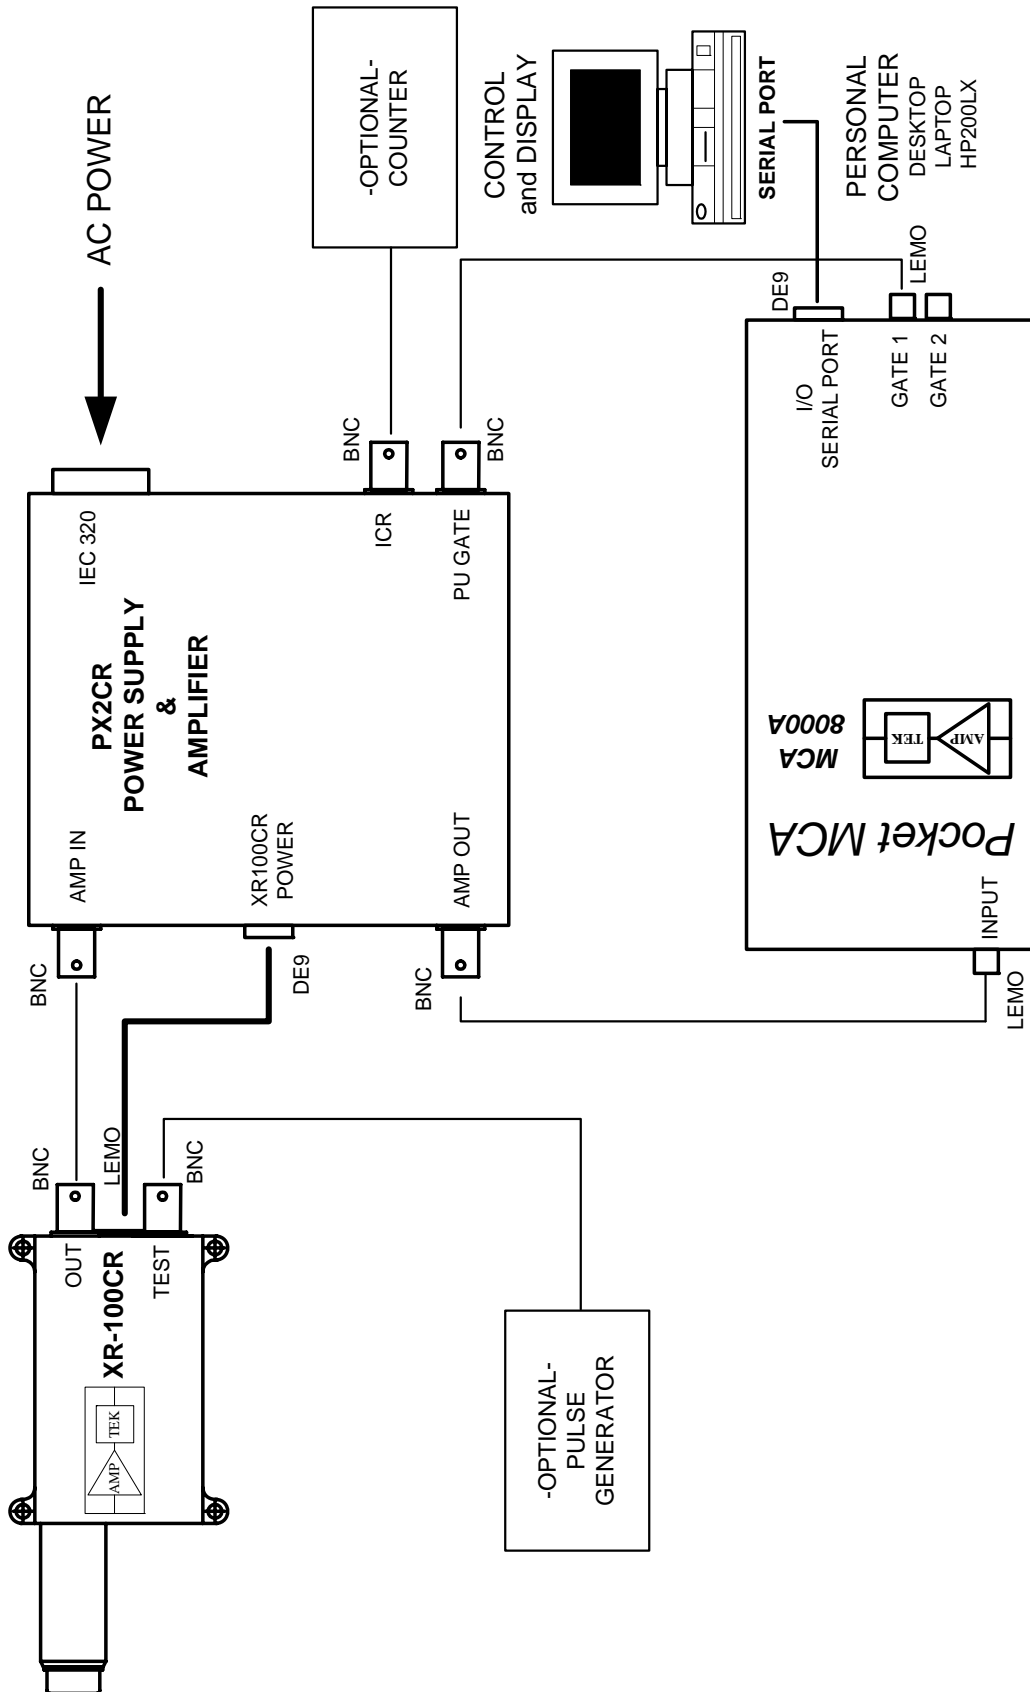 BNC
OUT
XR-100CR
LEMO
TEST
BNC
AMP
TEK
-OPTIONAL-
PULSE
GENERATOR
BNC
AMP IN
XR100CR
POWER
DE9
AMP OUT
BNC
PX2CR
POWER SUPPLY
&
AMPLIFIER
IEC 320
AC POWER
BNC
ICR
PU GATE
BNC
-OPTIONAL-
COUNTER
CONTROL
and DISPLAY
SERIAL PORT
PERSONAL
COMPUTER
DESKTOP
LAPTOP
HP200LX
DE9
I/O
SERIAL PORT
LEMO
GATE 1
GATE 2
MCA
8000A
AMP
TEK
Pocket MCA
INPUT
LEMO